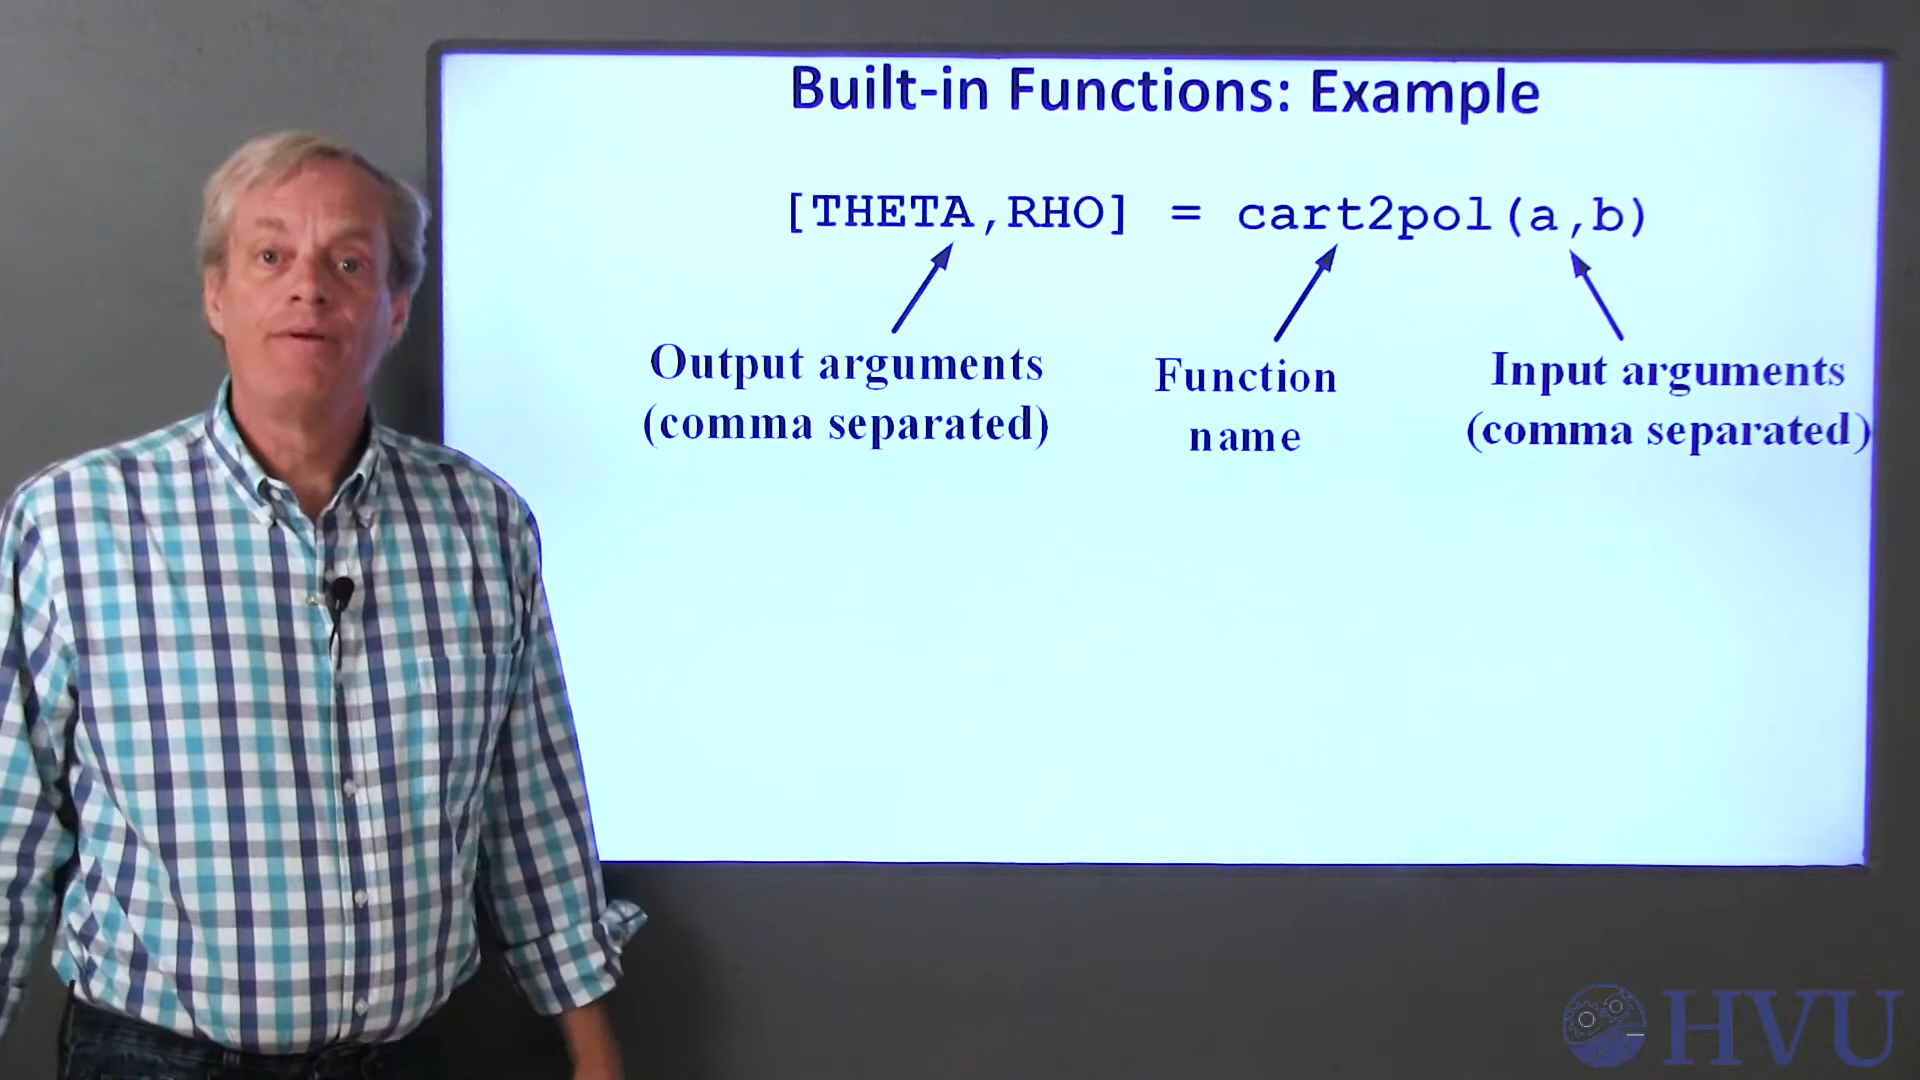 Built-in Functions: Example
[THETA,RHO] = cart2pol(a,b)
Output arguments
(comma separated)
Function
name
Input arguments
(comma separated)
HVU